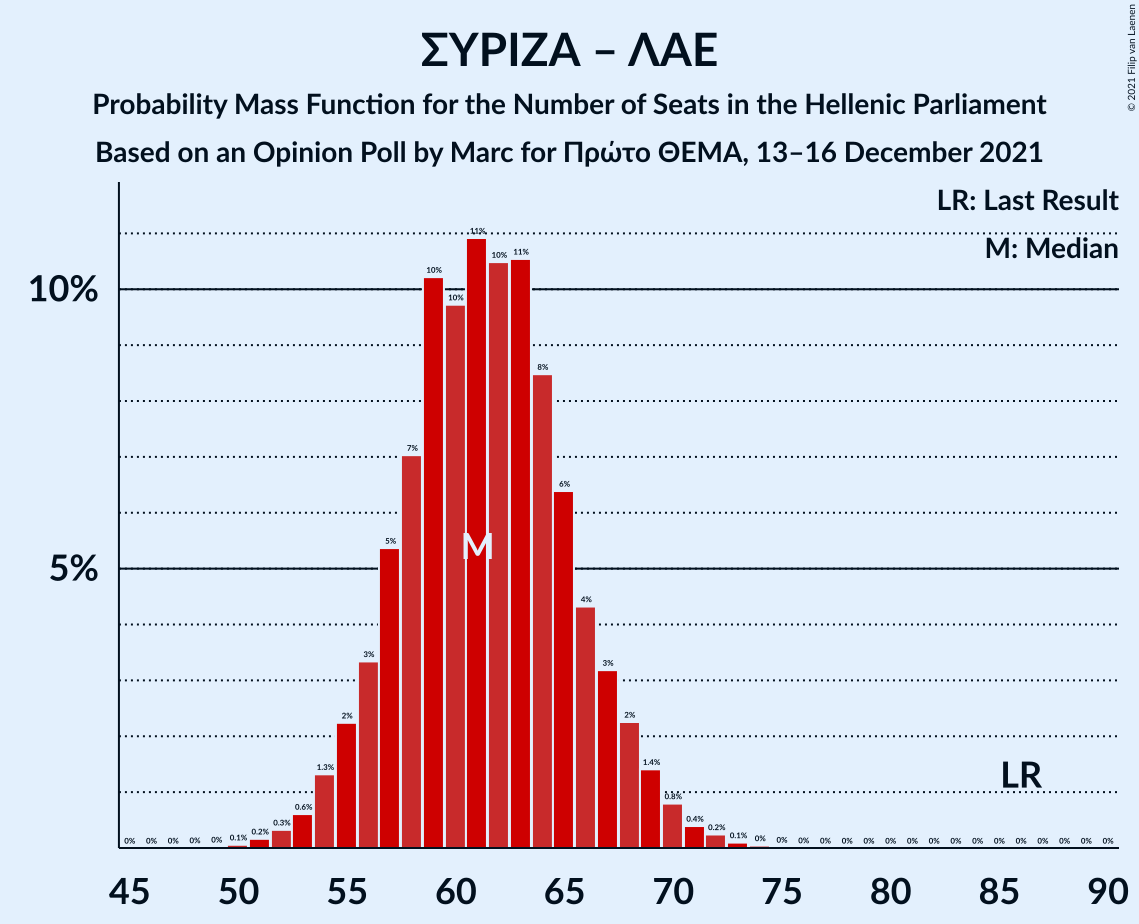 ΣΥΡΙΖΑ – ΛΑΕ
Probability Mass Function for the Number of Seats in the Hellenic Parliament
Based on an Opinion Poll by Marc for Πρώτο ΘΕΜΑ, 13–16 December 2021
© 2021 Filip van Laenen
LR: Last Result
M: Median
10%
5%
0% 0% 0% 0% 0% 0.1% 0.2% 0.3% 0.6% 1.3% 2% 3% 5% 7% 10% 10% 11% 10% 11% 8% 6% 4% 3% 2% 1.4% 0.8% 0.4% 0.2% 0.1% 0% 0% 0% 0% 0% 0% 0% 0% 0% 0% 0% 0% 0% 0% 0% 0% 0%
M
LR
45 50 55 60 65 70 75 80 85 90